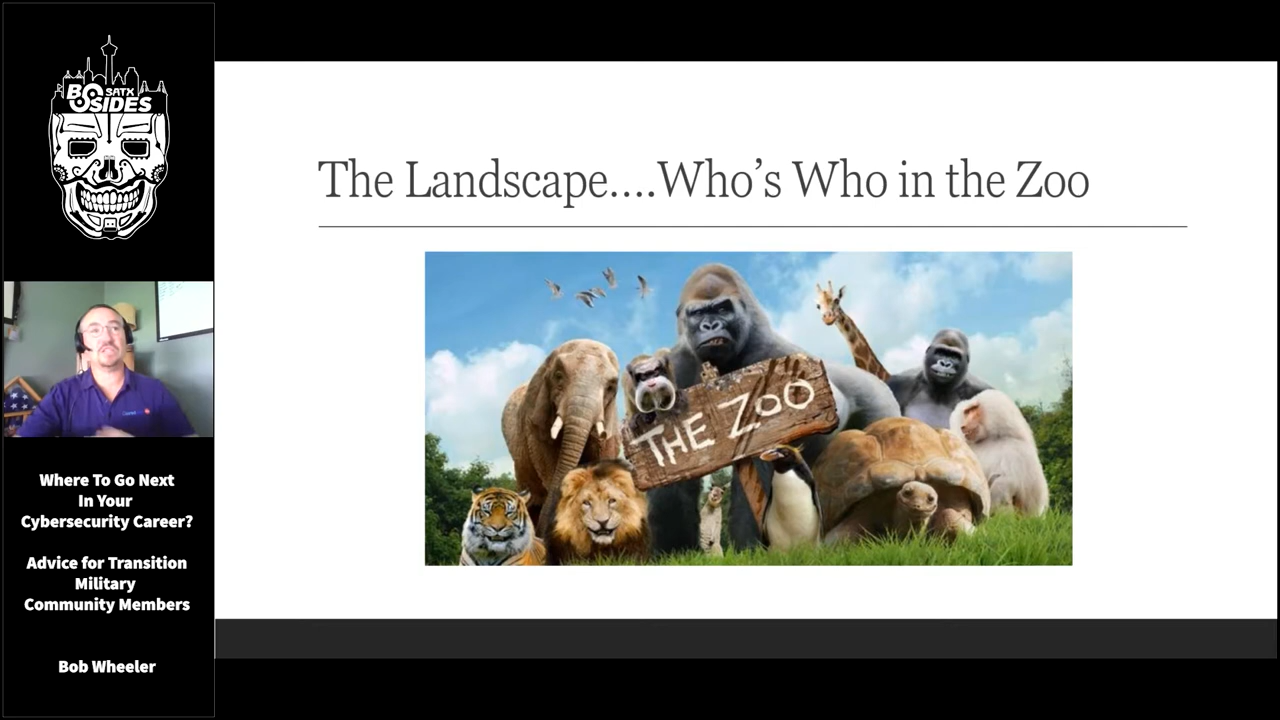 BSIDES
SATX
Where To Go Next
In Your
Cybersecurity Career?
Advice for Transition
Military
Community Members
Bob Wheeler
The Landscape....Who's Who in the Zoo
THE ZOO